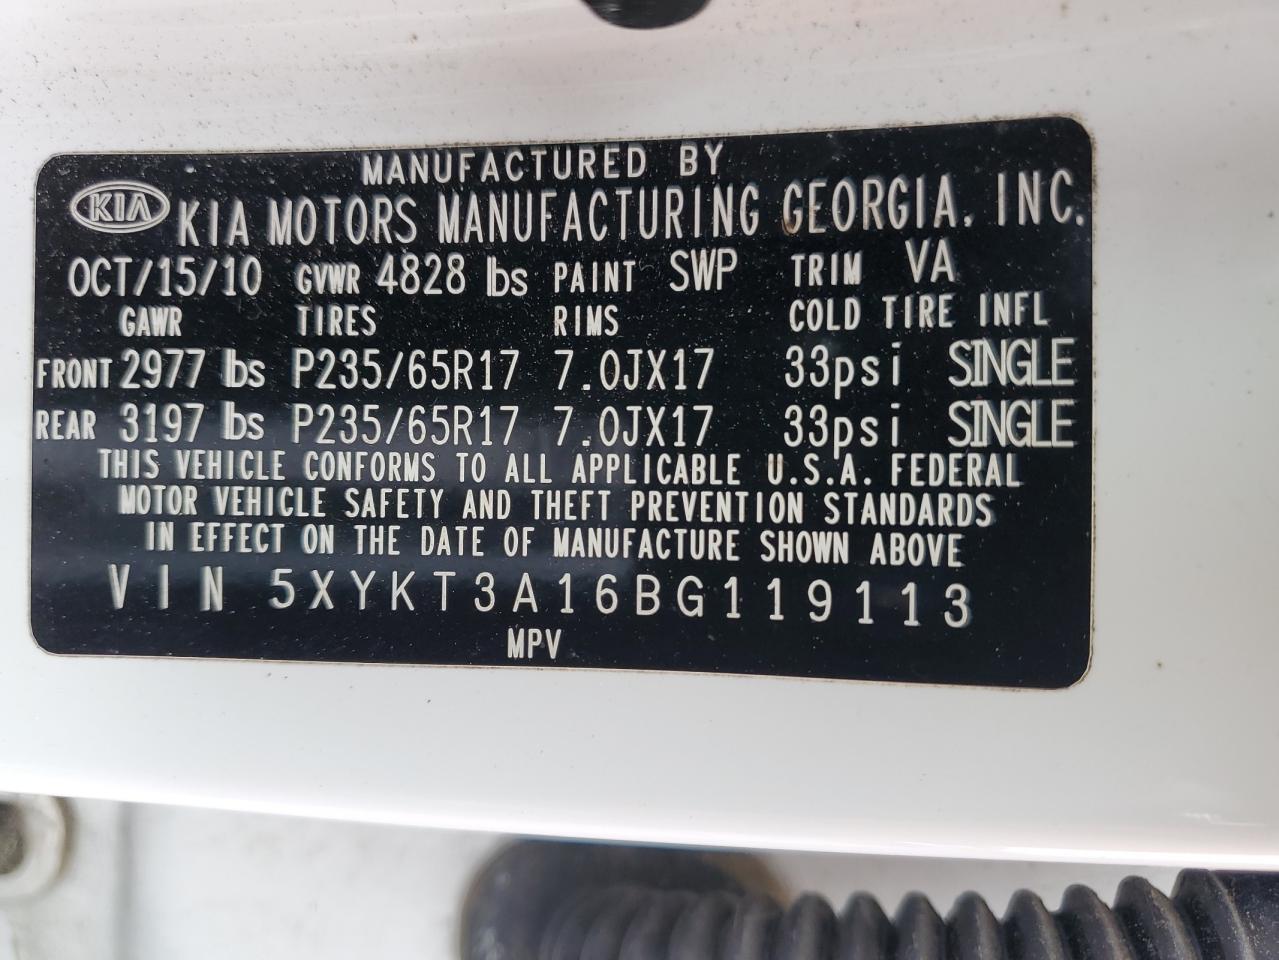 MANUFACTURED BY
KIA KIA MOTORS MANUFACTURING GEORGIA, INC.
OCT/15/10 GVWR 4828 lbs PAINT SWP TRIM VA
GAWR TIRES RIMS COLD TIRE INFL
FRONT 2977 lbs P235/65R17 7.0JX17 33psi SINGLE
REAR 3197 lbs P235/65R17 7.0JX17 33psi SINGLE
THIS VEHICLE CONFORMS TO ALL APPLICABLE U.S.A. FEDERAL
MOTOR VEHICLE SAFETY AND THEFT PREVENTION STANDARDS
IN EFFECT ON THE DATE OF MANUFACTURE SHOWN ABOVE
VIN 5XYKT3A16BG119113
MPV